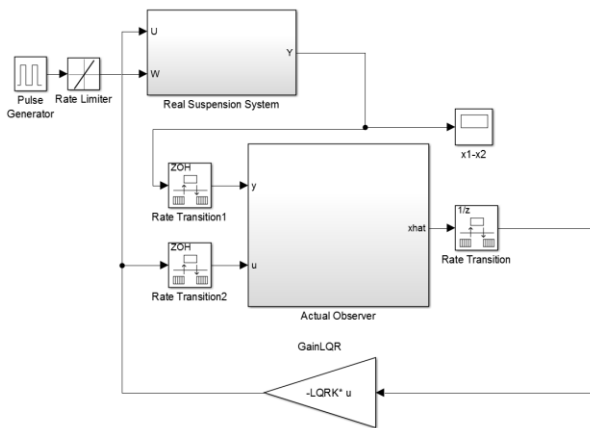 U
Y
W
Pulse
Generator
Rate Limiter
Real Suspension System
x1-x2
ZOH
y
Rate Transition1
xhat
1/z
Rate Transition
ZOH
u
Rate Transition2
Actual Observer
GainLQR
-LQRK* u